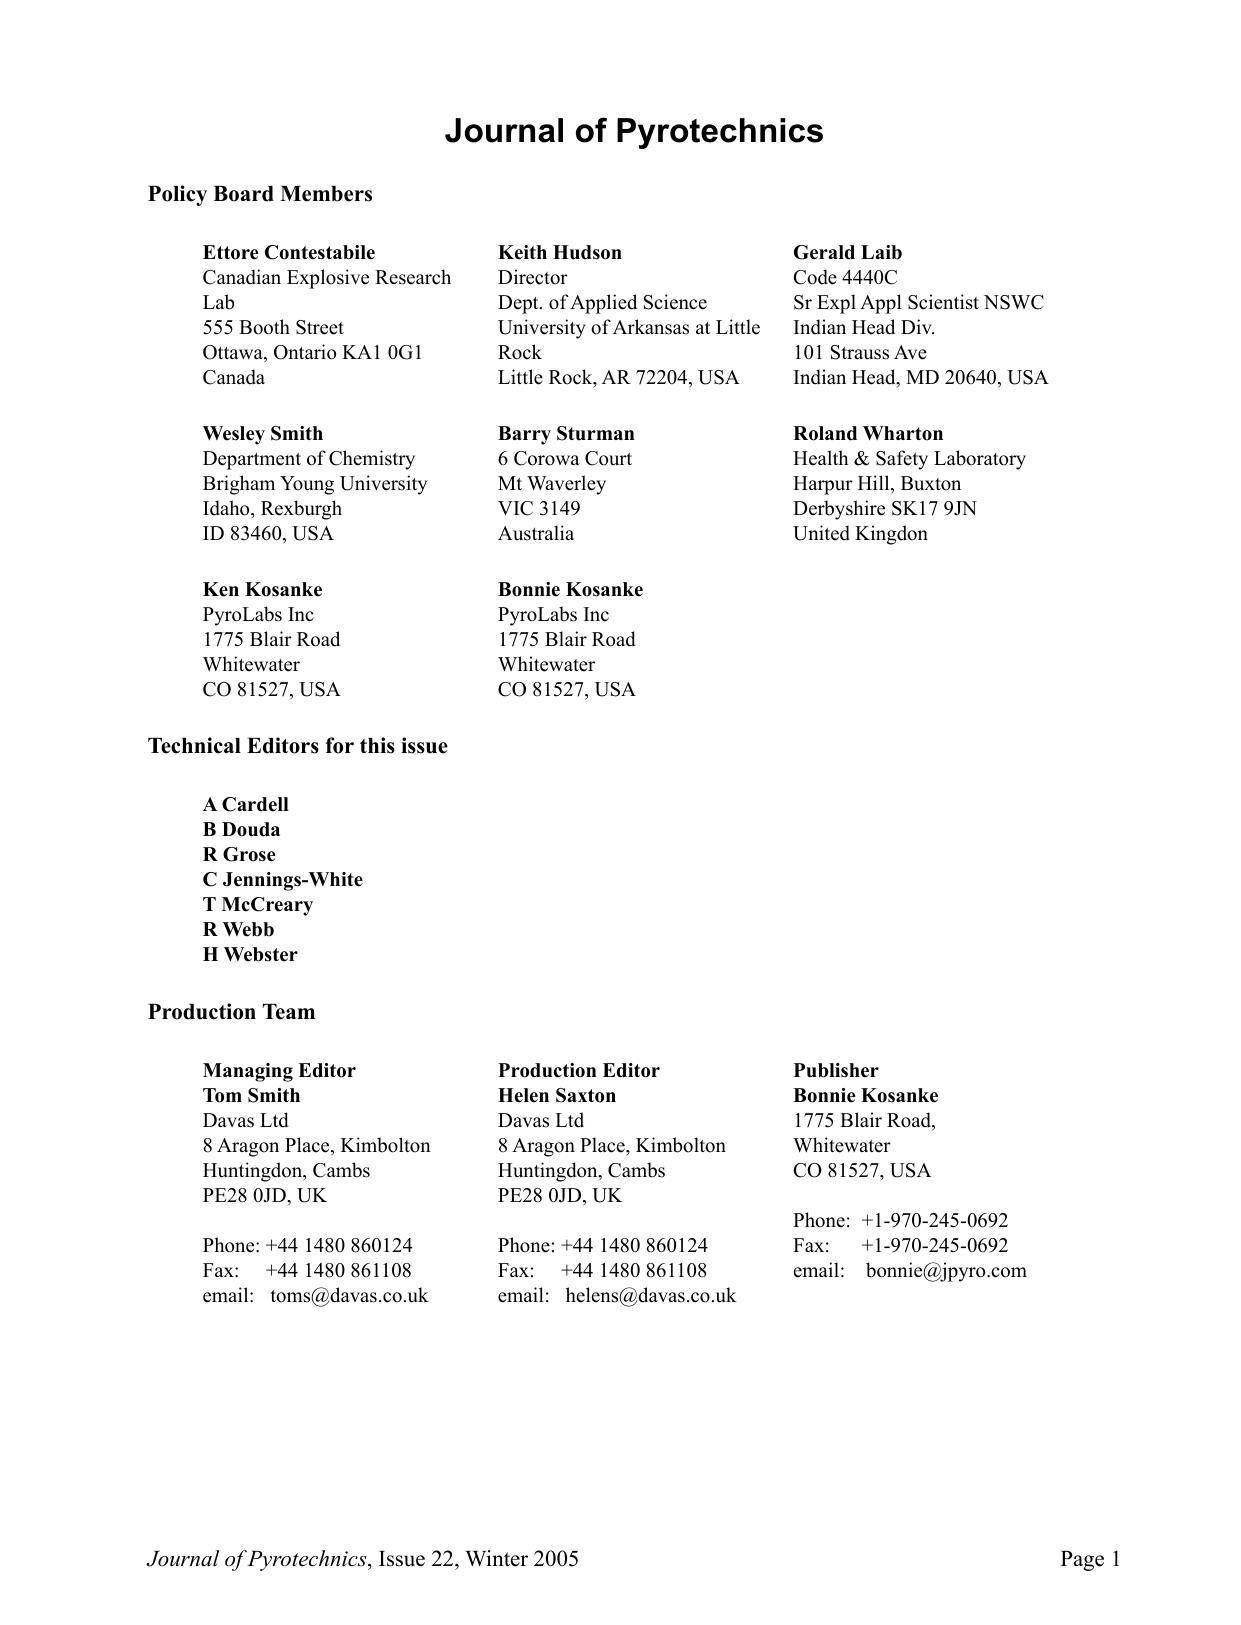 Journal of Pyrotechnics
Policy Board Members
Ettore Contestabile
Canadian Explosive Research
Lab
555 Booth Street
Ottawa, Ontario KA1 0G1
Canada
Keith Hudson
Director
Dept. of Applied Science
University of Arkansas at Little
Rock
Little Rock, AR 72204, USA
Gerald Laib
Code 4440C
Sr Expl Appl Scientist NSWC
Indian Head Div.
101 Strauss Ave
Indian Head, MD 20640, USA
Wesley Smith
Department of Chemistry
Brigham Young University
Idaho, Rexburgh
ID 83460, USA
Barry Sturman
6 Corowa Court
Mt Waverley
VIC 3149
Australia
Roland Wharton
Health & Safety Laboratory
Harpur Hill, Buxton
Derbyshire SK17 9JN
United Kingdon
Ken Kosanke
PyroLabs Inc
1775 Blair Road
Whitewater
CO 81527, USA
Bonnie Kosanke
PyroLabs Inc
1775 Blair Road
Whitewater
CO 81527, USA
Technical Editors for this issue
A Cardell
B Douda
R Grose
C Jennings-White
T McCreary
R Webb
H Webster
Production Team
Managing Editor
Tom Smith
Davas Ltd
8 Aragon Place, Kimbolton
Huntingdon, Cambs
PE28 0JD, UK
Phone: +44 1480 860124
Fax: +44 1480 861108
email: toms@davas.co.uk
Production Editor
Helen Saxton
Davas Ltd
8 Aragon Place, Kimbolton
Huntingdon, Cambs
PE28 0JD, UK
Phone: +44 1480 860124
Fax: +44 1480 861108
email: helens@davas.co.uk
Publisher
Bonnie Kosanke
1775 Blair Road,
Whitewater
CO 81527, USA
Phone: +1-970-245-0692
Fax: +1-970-245-0692
email: bonnie@jpyro.com
Journal of Pyrotechnics, Issue 22, Winter 2005 Page 1